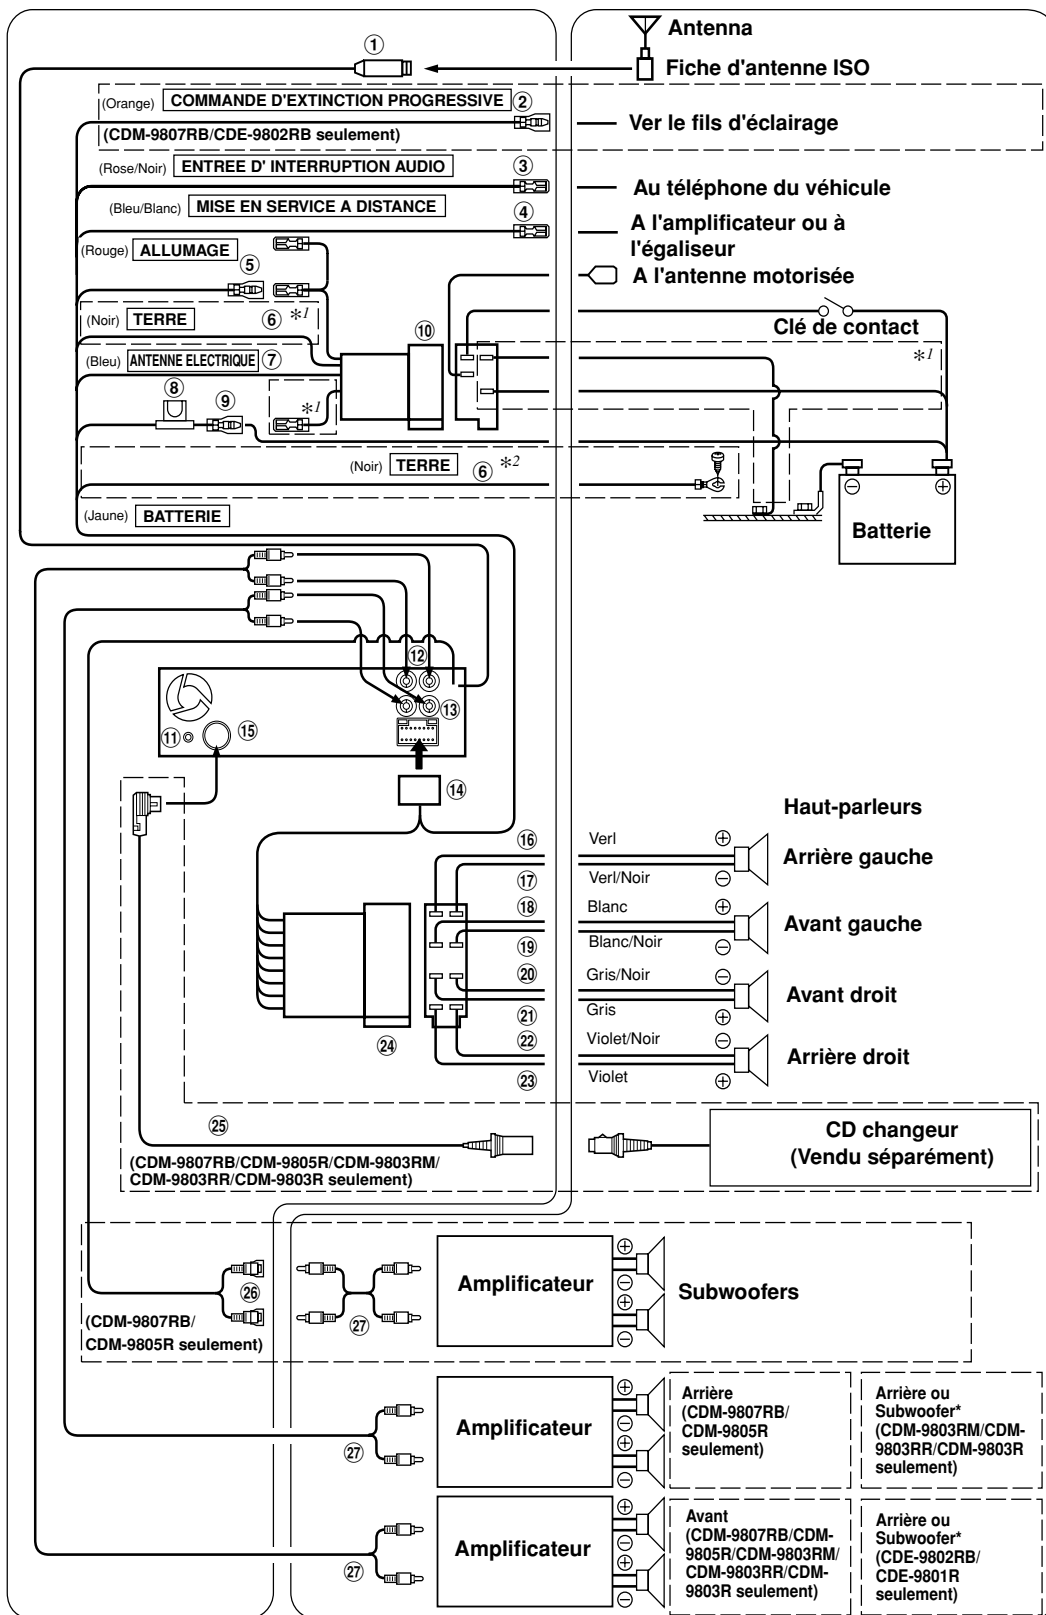 Antenna
① Fiche d'antenne ISO
(Orange) COMMANDE D'EXTINCTION PROGRESSIVE ②
(CDM-9807RB/CDE-9802RB seulement)
Ver le fils d'éclairage
(Rose/Noir) ENTREE D' INTERRUPTION AUDIO ③
Au téléphone du véhicule
(Bleu/Blanc) MISE EN SERVICE A DISTANCE ④
A l'amplificateur ou à
l'égaliseur
(Rouge) ALLUMAGE ⑤
A l'antenne motorisée
(Noir) TERRE ⑥ *1
⑩
Clé de contact
*1
(Bleu) ANTENNE ELECTRIQUE ⑦
⑧ ⑨ *1
(Noir) TERRE ⑥ *2
(Jaune) BATTERIE
⊖ ⊕
Batterie
⑫
⑬
⑪ ⑮
⑭
Haut-parleurs
⑯ Verl ⊕
Arrière gauche
⑰ Verl/Noir ⊖
⑱ Blanc ⊕
Avant gauche
⑲ Blanc/Noir ⊖
⑳ Gris/Noir ⊖
Avant droit
㉑ Gris ⊕
㉒ Violet/Noir ⊖
Arrière droit
㉓ Violet ⊕
㉔
㉕
(CDM-9807RB/CDM-9805R/CDM-9803RM/
CDM-9803RR/CDM-9803R seulement)
CD changeur
(Vendu séparément)
㉖
(CDM-9807RB/
CDM-9805R seulement)
㉗
Amplificateur
⊕
⊖
⊕
⊖
Subwoofers
㉗
Amplificateur
⊕
⊖
⊕
⊖
Arrière
(CDM-9807RB/
CDM-9805R
seulement)
Arrière ou
Subwoofer*
(CDM-9803RM/CDM-
9803RR/CDM-9803R
seulement)
㉗
Amplificateur
⊕
⊖
⊕
⊖
Avant
(CDM-9807RB/CDM-
9805R/CDM-9803RM/
CDM-9803RR/CDM-
9803R seulement)
Arrière ou
Subwoofer*
(CDE-9802RB/
CDE-9801R
seulement)